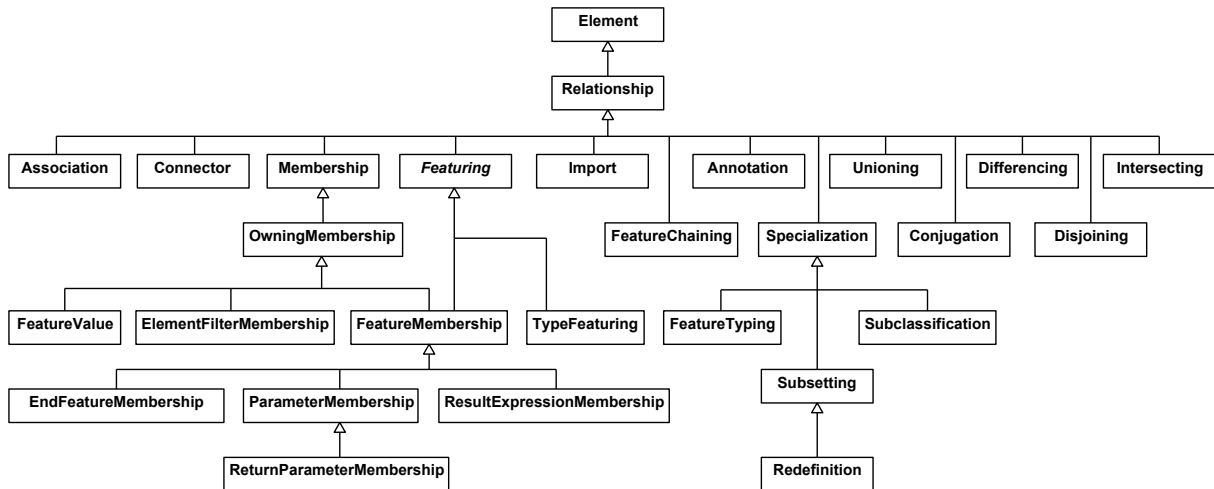 Element
Relationship
Association
Connector
Membership
Featuring
Import
Annotation
Unioning
Differencing
Intersecting
OwningMembership
FeatureChaining
Specialization
Conjugation
Disjoining
FeatureValue
ElementFilterMembership
FeatureMembership
TypeFeaturing
FeatureTyping
Subclassification
EndFeatureMembership
ParameterMembership
ResultExpressionMembership
Subsetting
ReturnParameterMembership
Redefinition